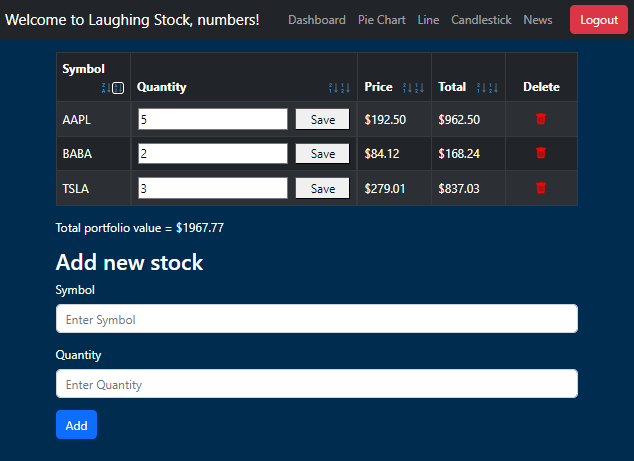 Welcome to Laughing Stock, numbers! Dashboard Pie Chart Line Candlestick News Logout
Symbol Quantity Price Total Delete
AAPL 5 Save $192.50 $962.50
BABA 2 Save $84.12 $168.24
TSLA 3 Save $279.01 $837.03
Total portfolio value = $1967.77
Add new stock
Symbol
Enter Symbol
Quantity
Enter Quantity
Add